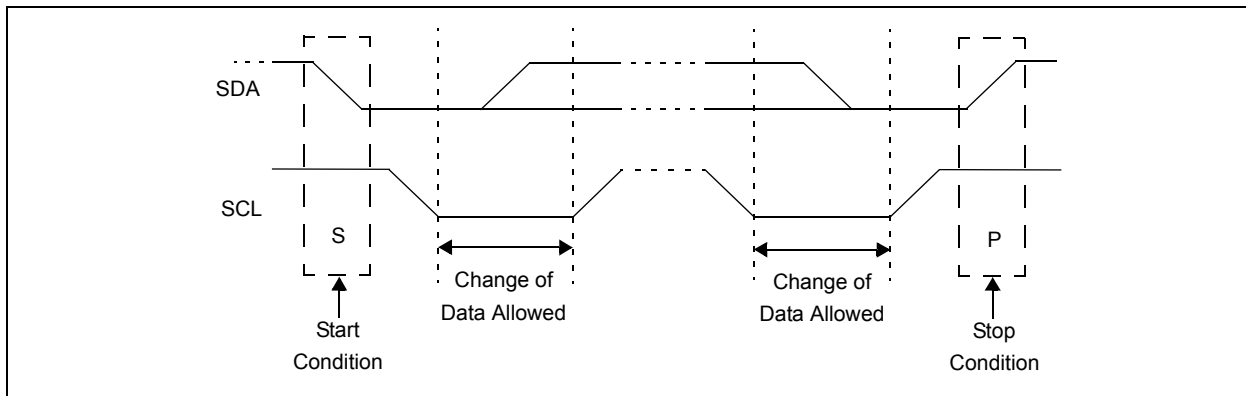 SDA
SCL
S
P
Change of
Data Allowed
Change of
Data Allowed
Start
Condition
Stop
Condition